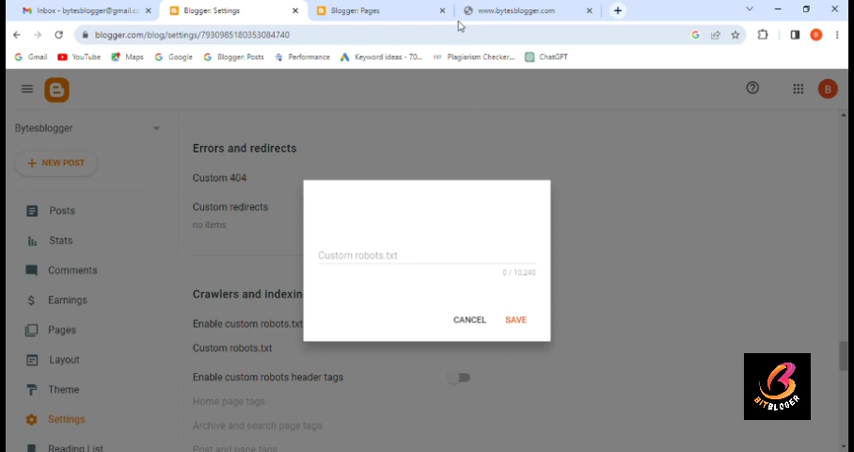 Inbox - bytesblogger@gmail.c
Blogger: Settings
Blogger: Pages
www.bytesblogger.com
blogger.com/blog/settings/7930985180353084740
Gmail
YouTube
Maps
Google
Blogger: Posts
Performance
Keyword ideas - 70...
Plagiarism Checker...
ChatGPT
B
Bytesblogger
NEW POST
Posts
Stats
Comments
Earnings
Pages
Layout
Theme
Settings
Reading List
Errors and redirects
Custom 404
Custom redirects
no items
Custom robots.txt
0 / 10,240
CANCEL
SAVE
Crawlers and indexin
Enable custom robots.txt
Custom robots.txt
Enable custom robots header tags
Home page tags
Archive and search page tags
Post and page tags
BITBLOGER